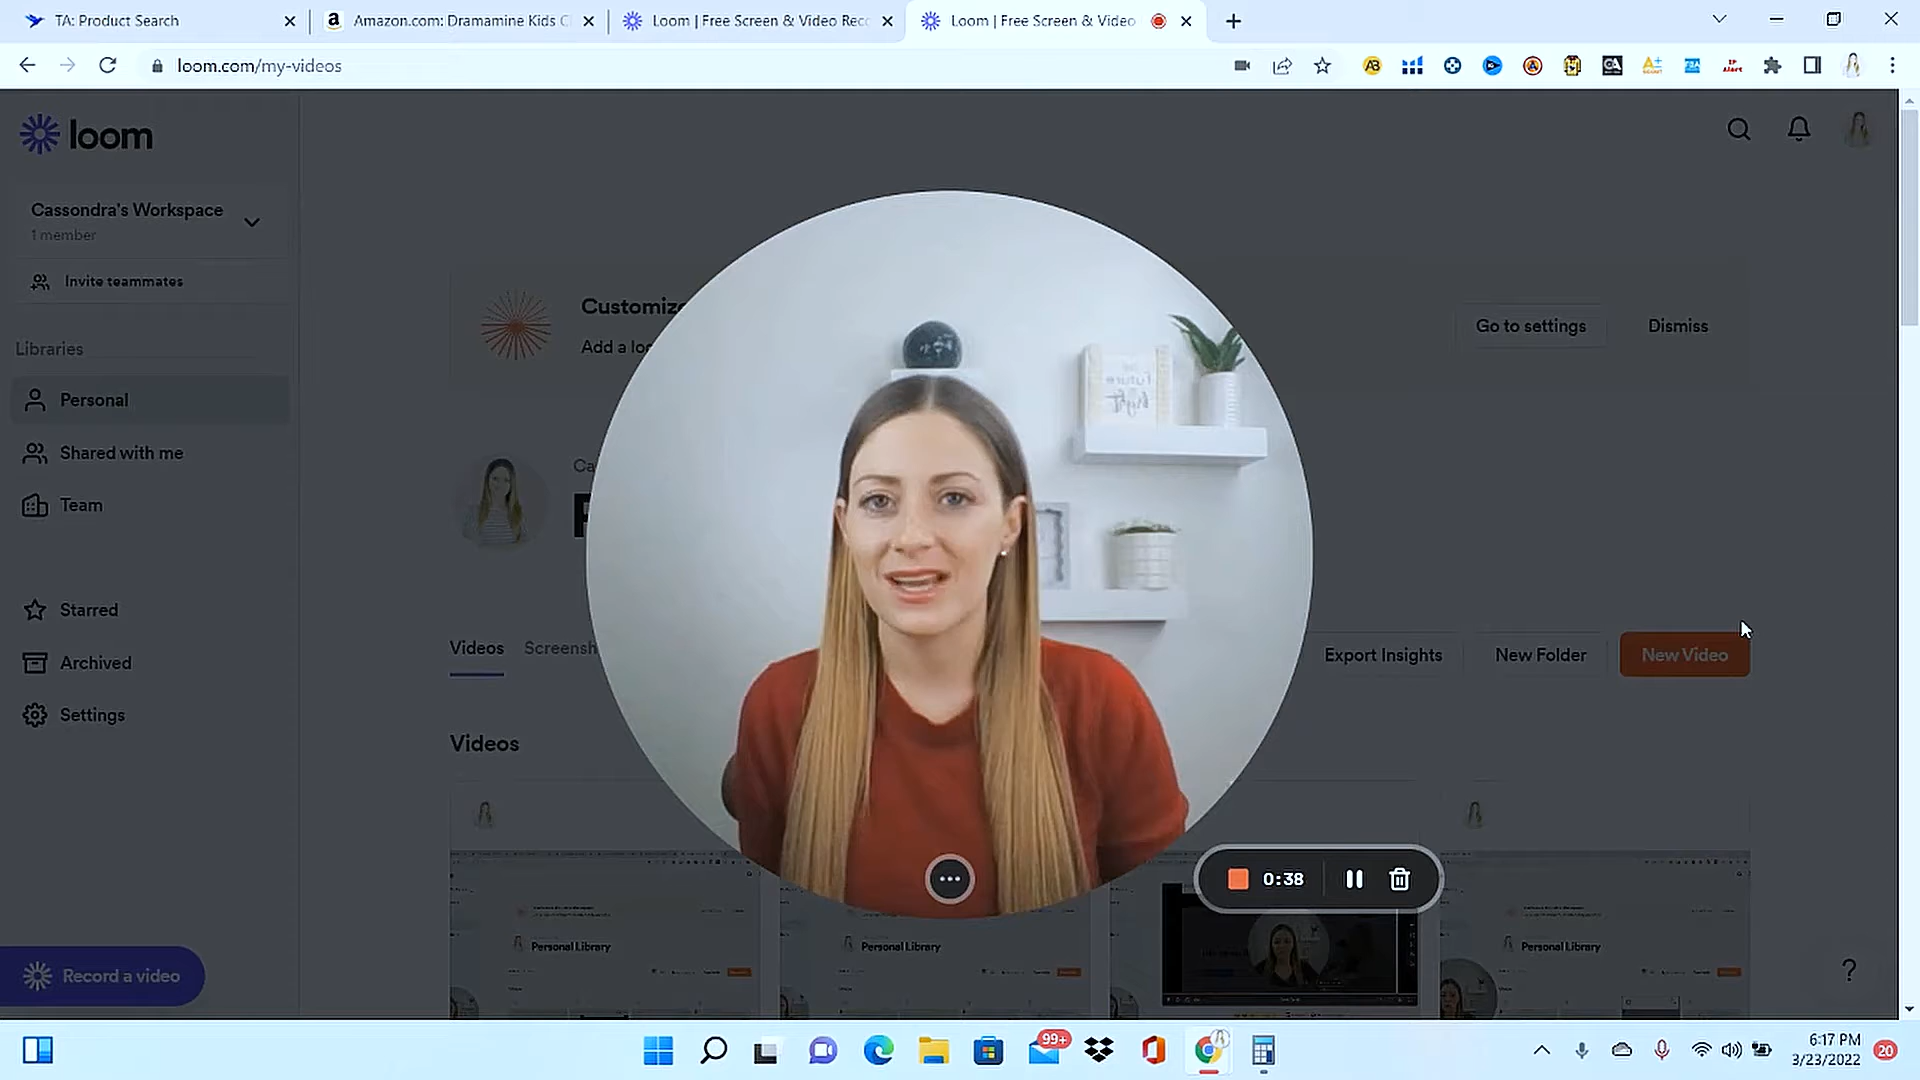 TA: Product Search
Amazon.com: Dramamine Kids C
Loom | Free Screen & Video Rec
Loom | Free Screen & Video
loom.com/my-videos
loom
Cassondra's Workspace
1 member
Invite teammates
Libraries
Personal
Shared with me
Team
Starred
Archived
Settings
Record a video
Customize
Add a lo
Go to settings
Dismiss
Ca
Videos
Screensh
Export Insights
New Folder
New Video
Videos
Personal Library
Personal Library
Personal Library
0:38
?
99+
6:17 PM
3/23/2022
20